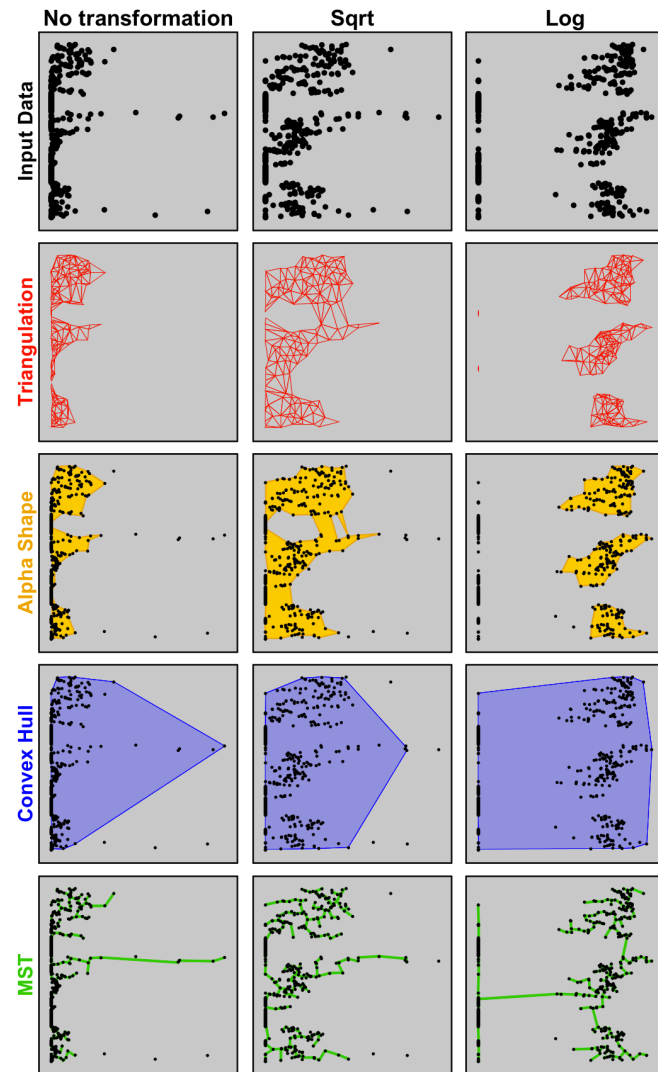 No transformation
Sqrt
Log
Input Data
Triangulation
Alpha Shape
Convex Hull
MST